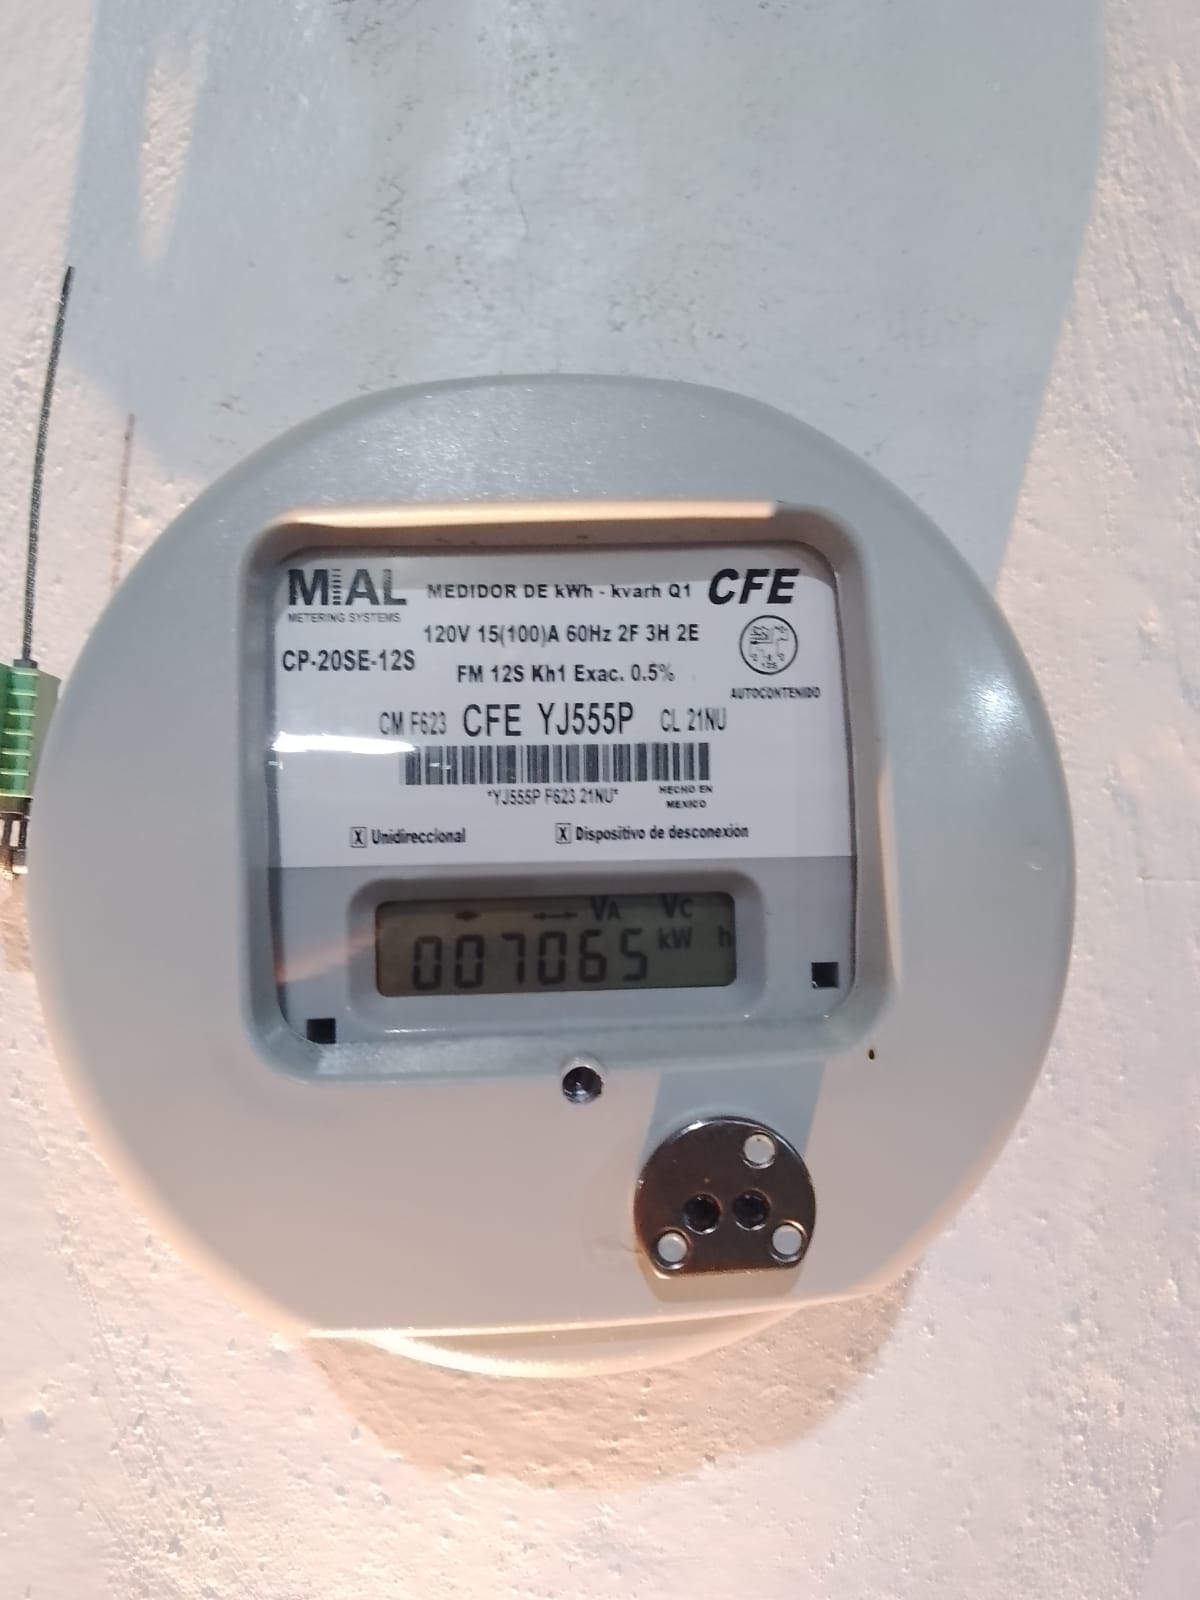 MIAL
METERING SYSTEMS
MEDIDOR DE kWh - kvarh Q1
CFE
120V 15(100)A 60Hz 2F 3H 2E
CP-20SE-12S
FM 12S Kh1 Exac. 0.5%
12S
AUTOCONTENIDO
CM F623 CFE YJ555P CL 21NU
*YJ555P F623 21NU*
HECHO EN
MEXICO
X Unidireccional
X Dispositivo de desconexión
VA VC
007065 kW h